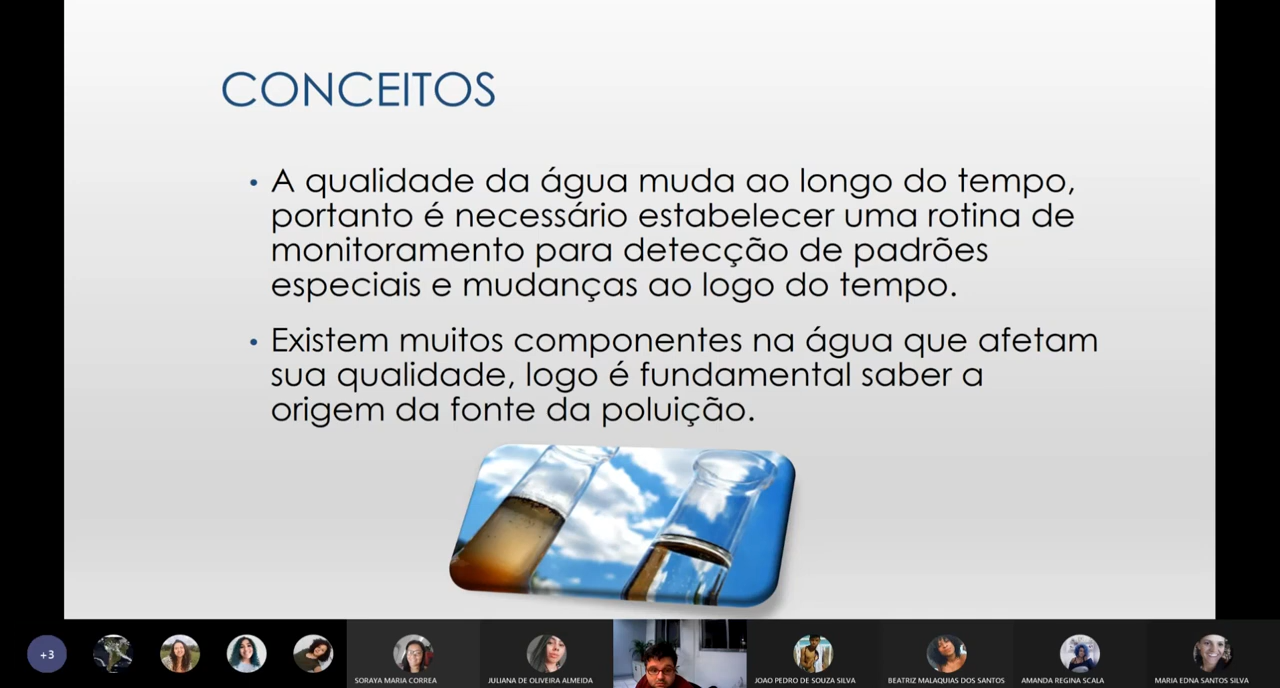 CONCEITOS
• A qualidade da água muda ao longo do tempo,
portanto é necessário estabelecer uma rotina de
monitoramento para detecção de padrões
especiais e mudanças ao logo do tempo.
• Existem muitos componentes na água que afetam
sua qualidade, logo é fundamental saber a
origem da fonte da poluição.
+3
SORAYA MARIA CORREA
JULIANA DE OLIVEIRA ALMEIDA
JOAO PEDRO DE SOUZA SILVA
BEATRIZ MALAQUIAS DOS SANTOS
AMANDA REGINA SCALA
MARIA EDNA SANTOS SILVA